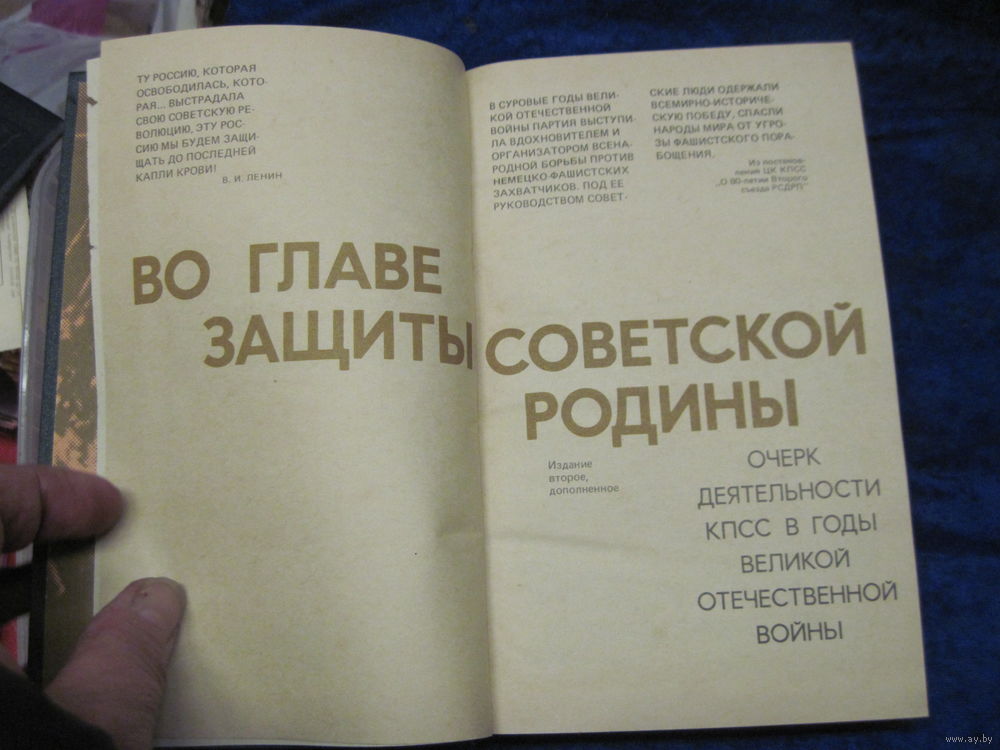 ТУ РОССИЮ, КОТОРАЯ
ОСВОБОДИЛАСЬ, КОТО-
РАЯ... ВЫСТРАДАЛА
СВОЮ СОВЕТСКУЮ РЕ-
ВОЛЮЦИЮ, ЭТУ РОС-
СИЮ МЫ БУДЕМ ЗАЩИ-
ЩАТЬ ДО ПОСЛЕДНЕЙ
КАПЛИ КРОВИ!
В. И. ЛЕНИН
В СУРОВЫЕ ГОДЫ ВЕЛИ-
КОЙ ОТЕЧЕСТВЕННОЙ
ВОЙНЫ ПАРТИЯ ВЫСТУПИ-
ЛА ВДОХНОВИТЕЛЕМ И
ОРГАНИЗАТОРОМ ВСЕНА-
РОДНОЙ БОРЬБЫ ПРОТИВ
НЕМЕЦКО-ФАШИСТСКИХ
ЗАХВАТЧИКОВ. ПОД ЕЕ
РУКОВОДСТВОМ СОВЕТ-
СКИЕ ЛЮДИ ОДЕРЖАЛИ
ВСЕМИРНО-ИСТОРИЧЕ-
СКУЮ ПОБЕДУ, СПАСЛИ
НАРОДЫ МИРА ОТ УГРО-
ЗЫ ФАШИСТСКОГО ПОРА-
БОЩЕНИЯ.
Из постанов-
ления ЦК КПСС
„О 80-летии Второго
съезда РСДРП"
ВО ГЛАВЕ
ЗАЩИТЫ СОВЕТСКОЙ
РОДИНЫ
Издание
второе,
дополненное
ОЧЕРК
ДЕЯТЕЛЬНОСТИ
КПСС В ГОДЫ
ВЕЛИКОЙ
ОТЕЧЕСТВЕННОЙ
ВОЙНЫ
www.ay.by